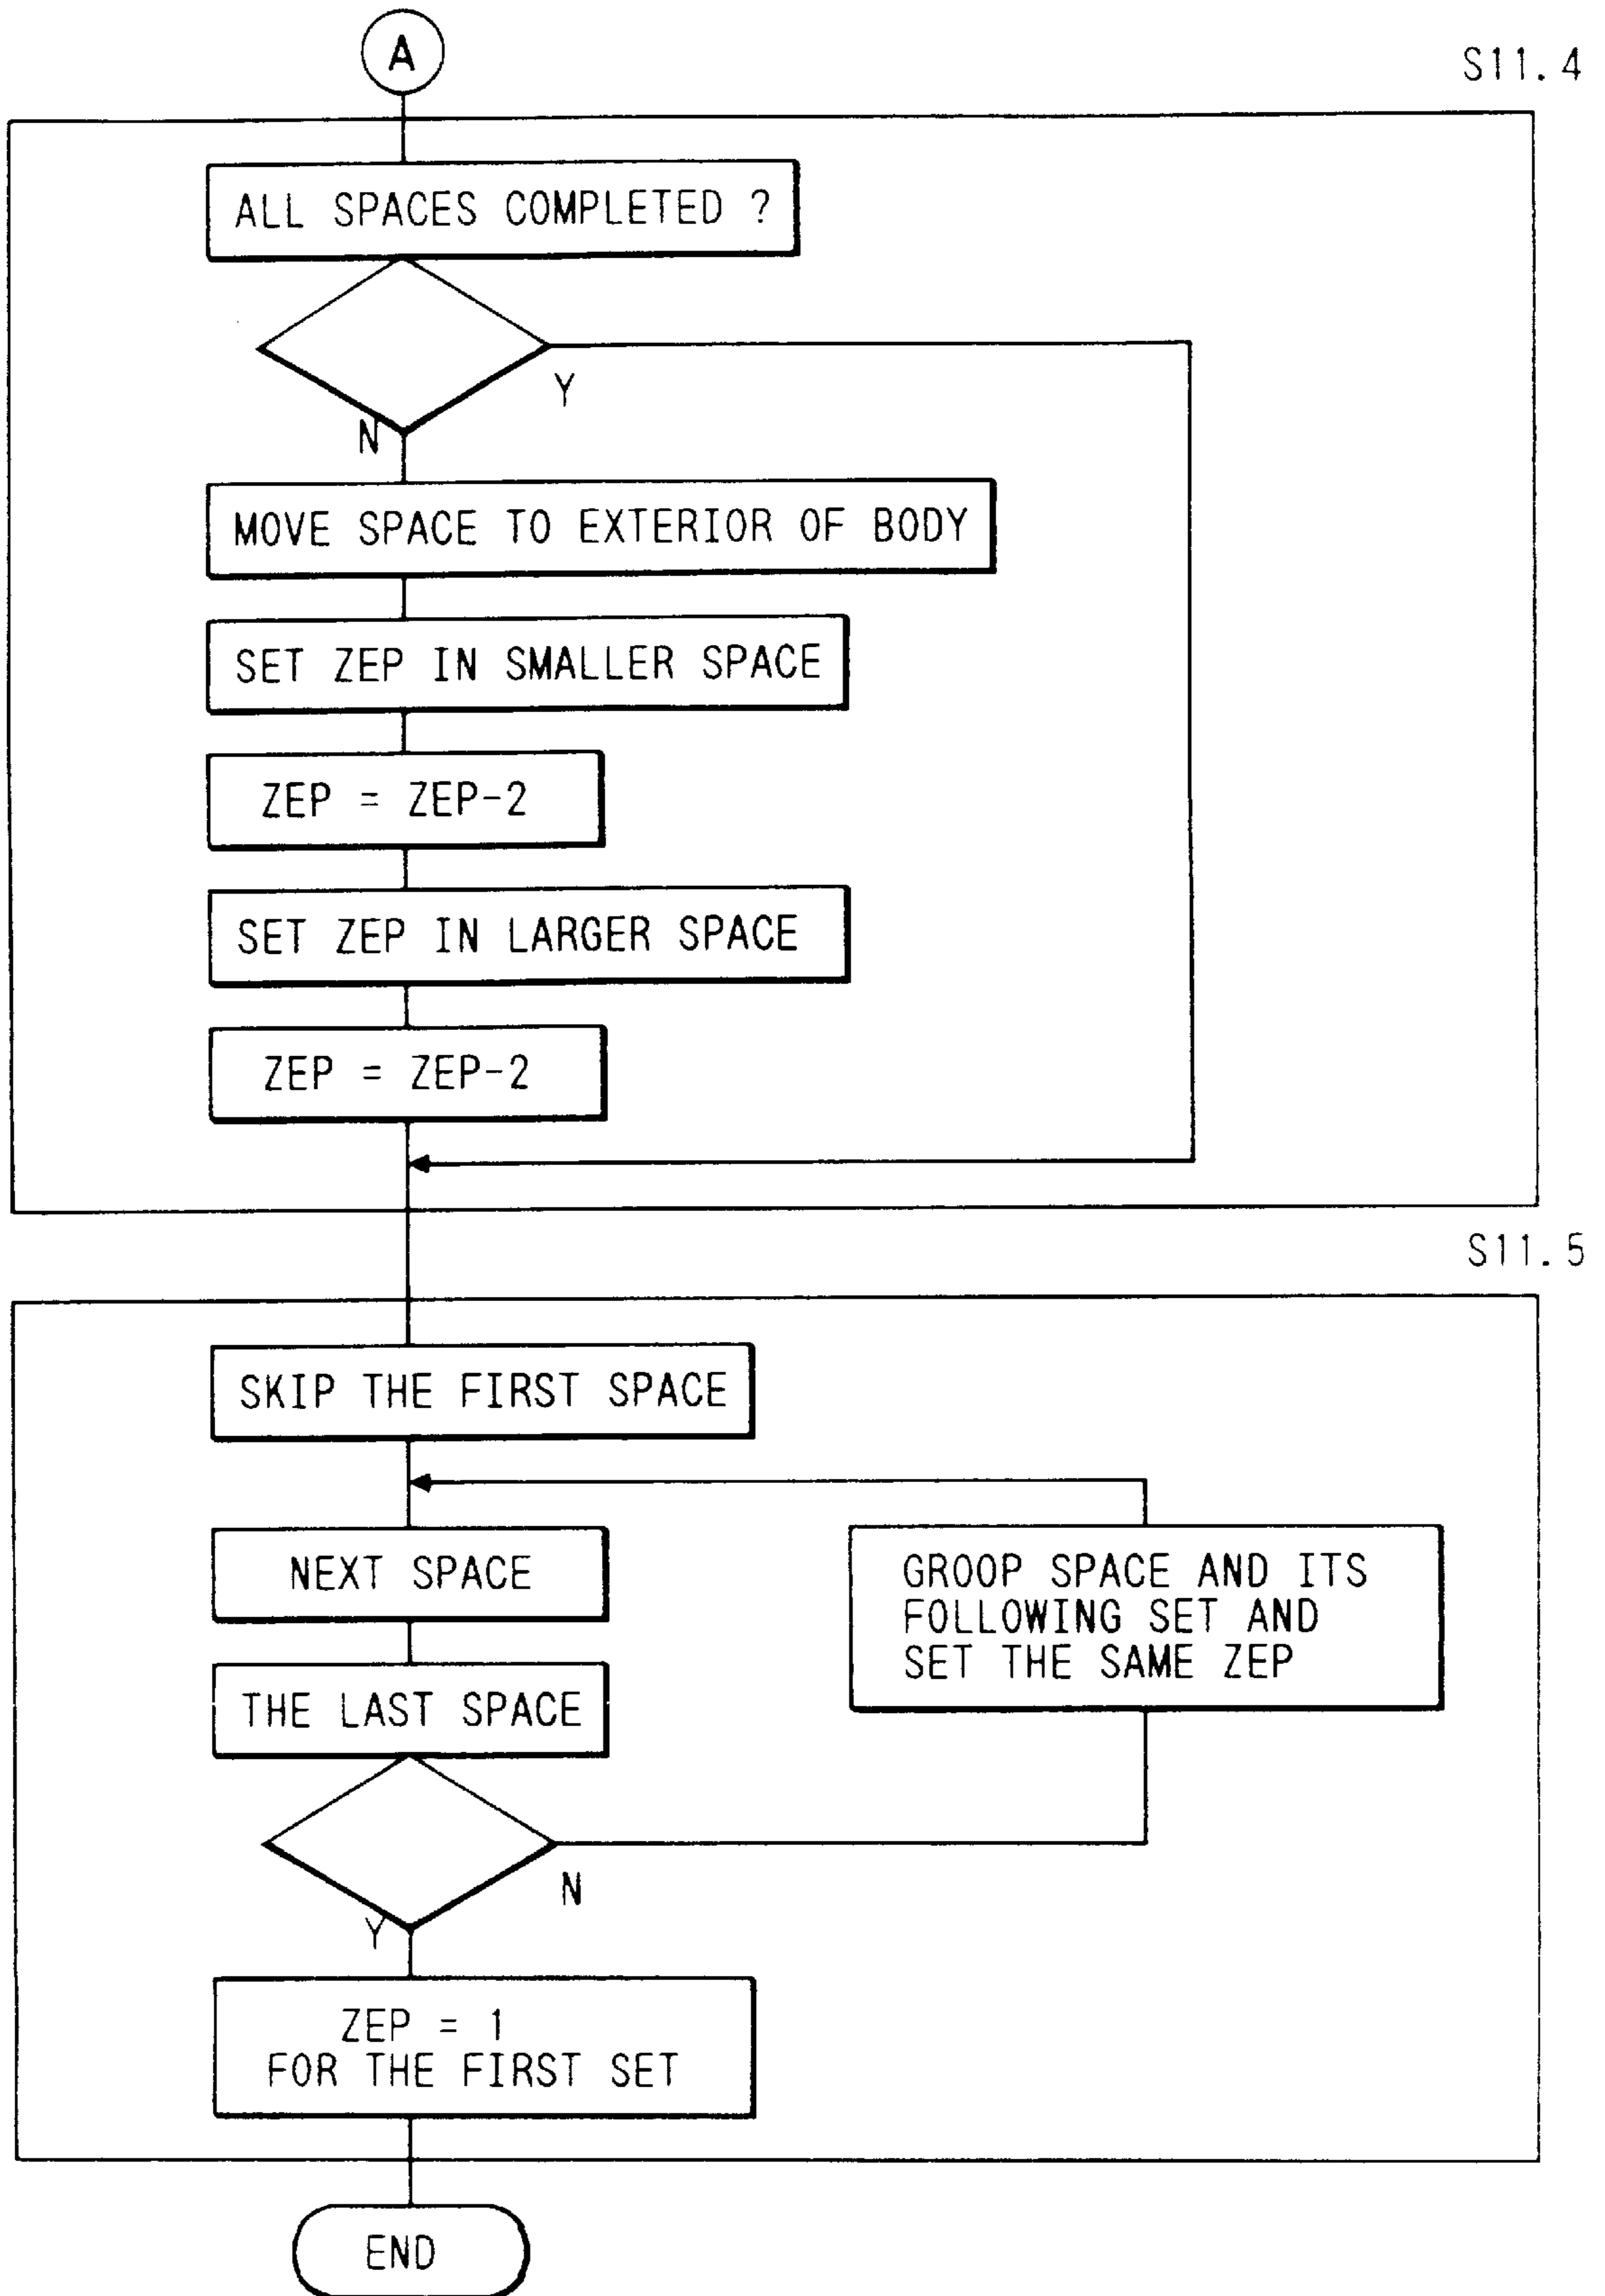 A
S11.4
ALL SPACES COMPLETED ?
Y
N
MOVE SPACE TO EXTERIOR OF BODY
SET ZEP IN SMALLER SPACE
ZEP = ZEP-2
SET ZEP IN LARGER SPACE
ZEP = ZEP-2
S11.5
SKIP THE FIRST SPACE
NEXT SPACE
GROOP SPACE AND ITS
FOLLOWING SET AND
SET THE SAME ZEP
THE LAST SPACE
N
Y
ZEP = 1
FOR THE FIRST SET
END